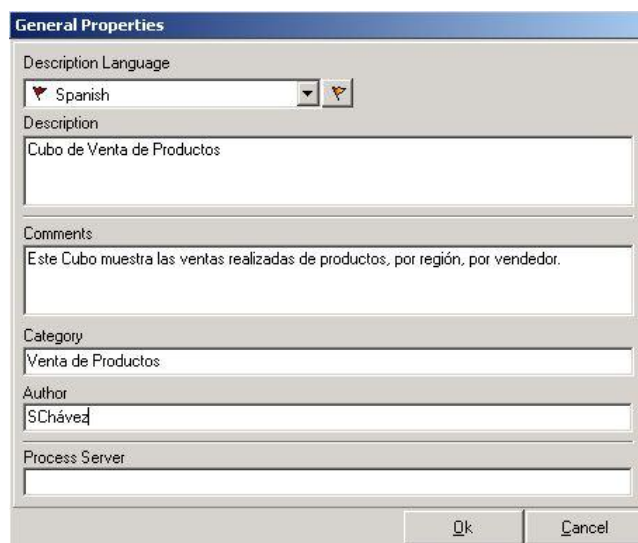 General Properties
Description Language
Spanish
Description
Cubo de Venta de Productos
Comments
Este Cubo muestra las ventas realizadas de productos, por región, por vendedor.
Category
Venta de Productos
Author
SChávez
Process Server
Ok Cancel